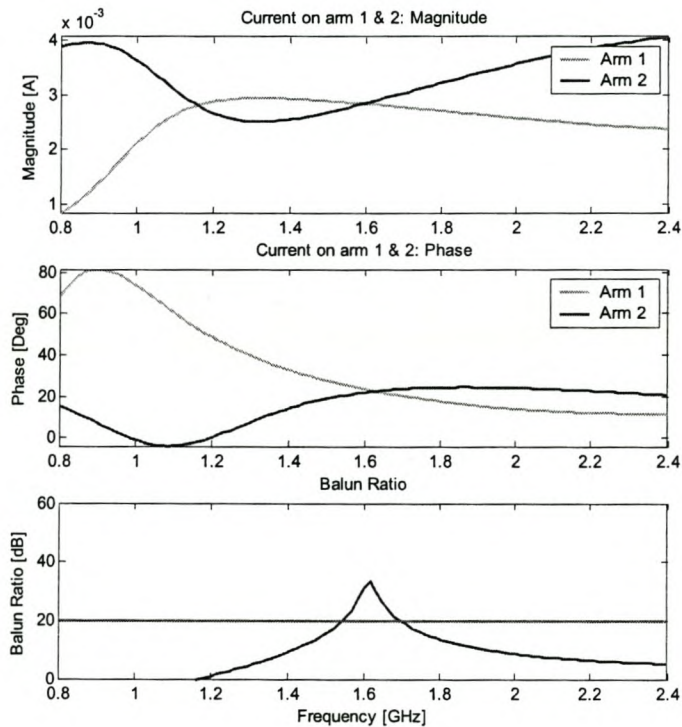 Current on arm 1 & 2: Magnitude
x 10^-3
4
3
2
1
Magnitude [A]
Arm 1
Arm 2
0.8 1 1.2 1.4 1.6 1.8 2 2.2 2.4
Current on arm 1 & 2: Phase
80
60
40
20
0
Phase [Deg]
Arm 1
Arm 2
0.8 1 1.2 1.4 1.6 1.8 2 2.2 2.4
Balun Ratio
60
40
20
0
Balun Ratio [dB]
0.8 1 1.2 1.4 1.6 1.8 2 2.2 2.4
Frequency [GHz]